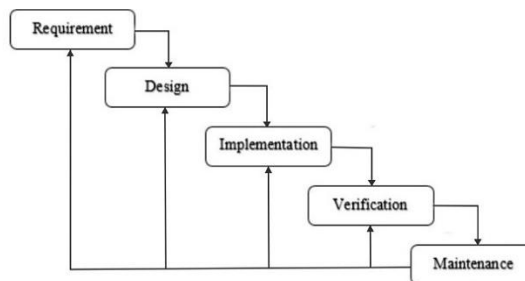 Requirement
Design
Implementation
Verification
Maintenance